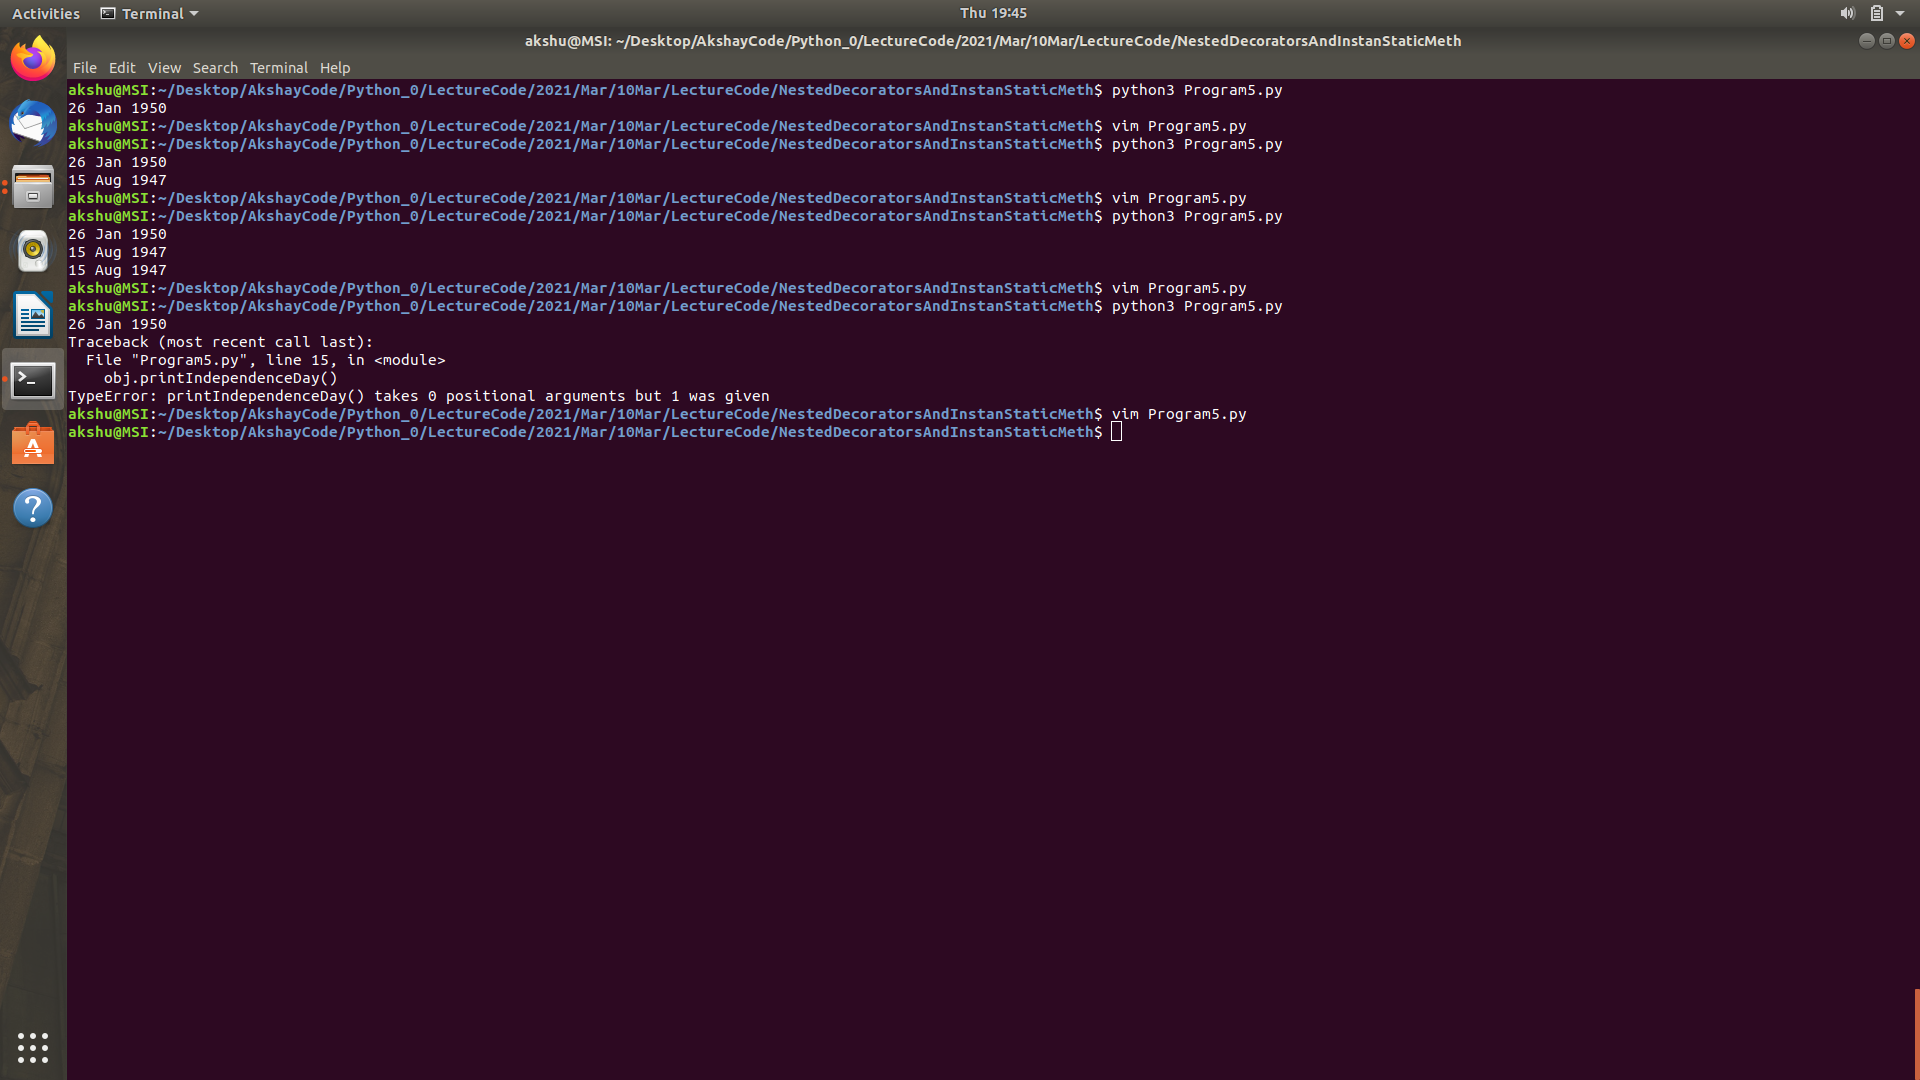 Activities
Terminal
Thu 19:45
akshu@MSI: ~/Desktop/AkshayCode/Python_0/LectureCode/2021/Mar/10Mar/LectureCode/NestedDecoratorsAndInstanStaticMeth
File Edit View Search Terminal Help
akshu@MSI:~/Desktop/AkshayCode/Python_0/LectureCode/2021/Mar/10Mar/LectureCode/NestedDecoratorsAndInstanStaticMeth$ python3 Program5.py
26 Jan 1950
akshu@MSI:~/Desktop/AkshayCode/Python_0/LectureCode/2021/Mar/10Mar/LectureCode/NestedDecoratorsAndInstanStaticMeth$ vim Program5.py
akshu@MSI:~/Desktop/AkshayCode/Python_0/LectureCode/2021/Mar/10Mar/LectureCode/NestedDecoratorsAndInstanStaticMeth$ python3 Program5.py
26 Jan 1950
15 Aug 1947
akshu@MSI:~/Desktop/AkshayCode/Python_0/LectureCode/2021/Mar/10Mar/LectureCode/NestedDecoratorsAndInstanStaticMeth$ vim Program5.py
akshu@MSI:~/Desktop/AkshayCode/Python_0/LectureCode/2021/Mar/10Mar/LectureCode/NestedDecoratorsAndInstanStaticMeth$ python3 Program5.py
26 Jan 1950
15 Aug 1947
15 Aug 1947
akshu@MSI:~/Desktop/AkshayCode/Python_0/LectureCode/2021/Mar/10Mar/LectureCode/NestedDecoratorsAndInstanStaticMeth$ vim Program5.py
akshu@MSI:~/Desktop/AkshayCode/Python_0/LectureCode/2021/Mar/10Mar/LectureCode/NestedDecoratorsAndInstanStaticMeth$ python3 Program5.py
26 Jan 1950
Traceback (most recent call last):
  File "Program5.py", line 15, in <module>
    obj.printIndependenceDay()
TypeError: printIndependenceDay() takes 0 positional arguments but 1 was given
akshu@MSI:~/Desktop/AkshayCode/Python_0/LectureCode/2021/Mar/10Mar/LectureCode/NestedDecoratorsAndInstanStaticMeth$ vim Program5.py
akshu@MSI:~/Desktop/AkshayCode/Python_0/LectureCode/2021/Mar/10Mar/LectureCode/NestedDecoratorsAndInstanStaticMeth$